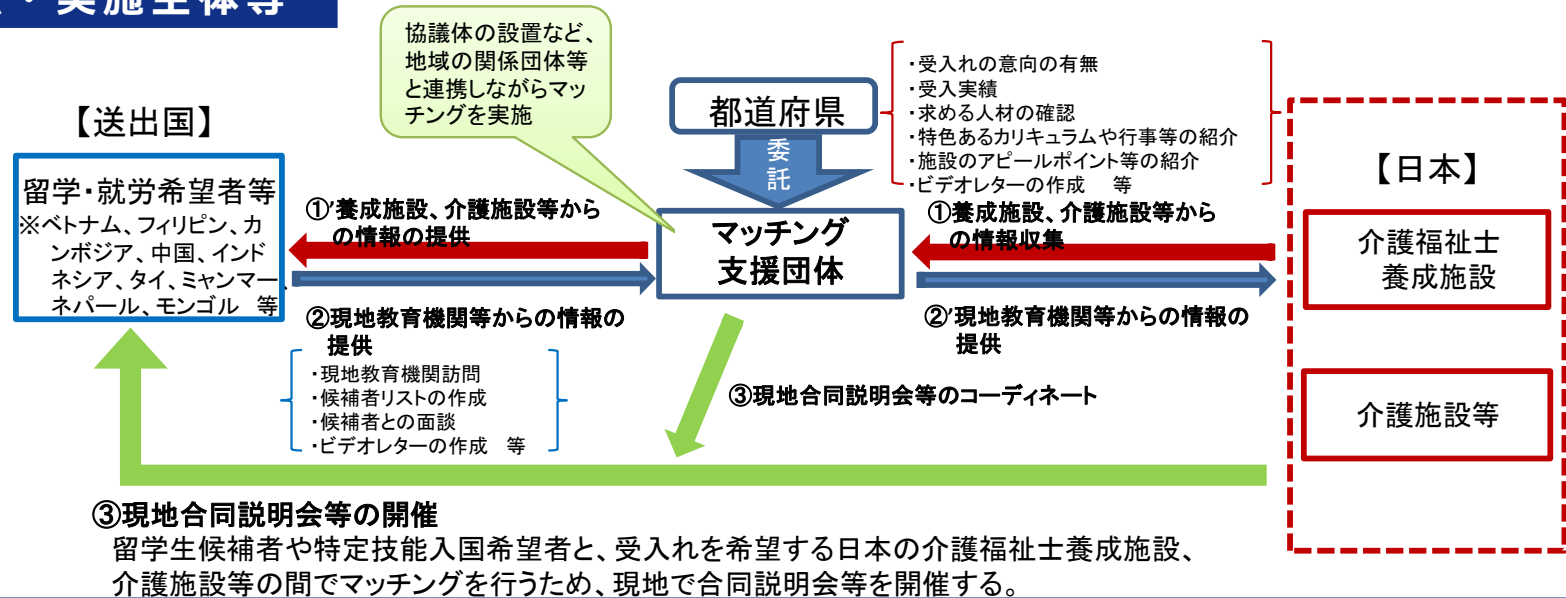 ・実施主体等
協議体の設置など、
地域の関係団体等
と連携しながらマッ
チングを実施
都道府県
委
託
・受入れの意向の有無
・受入実績
・求める人材の確認
・特色あるカリキュラムや行事等の紹介
・施設のアピールポイント等の紹介
・ビデオレターの作成　等
【送出国】
留学・就労希望者等
※ベトナム、フィリピン、カ
ンボジア、中国、インド
ネシア、タイ、ミャンマー、
ネパール、モンゴル　等
①’養成施設、介護施設等から
の情報の提供
マッチング
支援団体
①養成施設、介護施設等から
の情報収集
【日本】
介護福祉士
養成施設
介護施設等
②現地教育機関等からの情報の
提供
・現地教育機関訪問
・候補者リストの作成
・候補者との面談
・ビデオレターの作成　等
②’現地教育機関等からの情報の
提供
③現地合同説明会等のコーディネート
③現地合同説明会等の開催
留学生候補者や特定技能入国希望者と、受入れを希望する日本の介護福祉士養成施設、
介護施設等の間でマッチングを行うため、現地で合同説明会等を開催する。